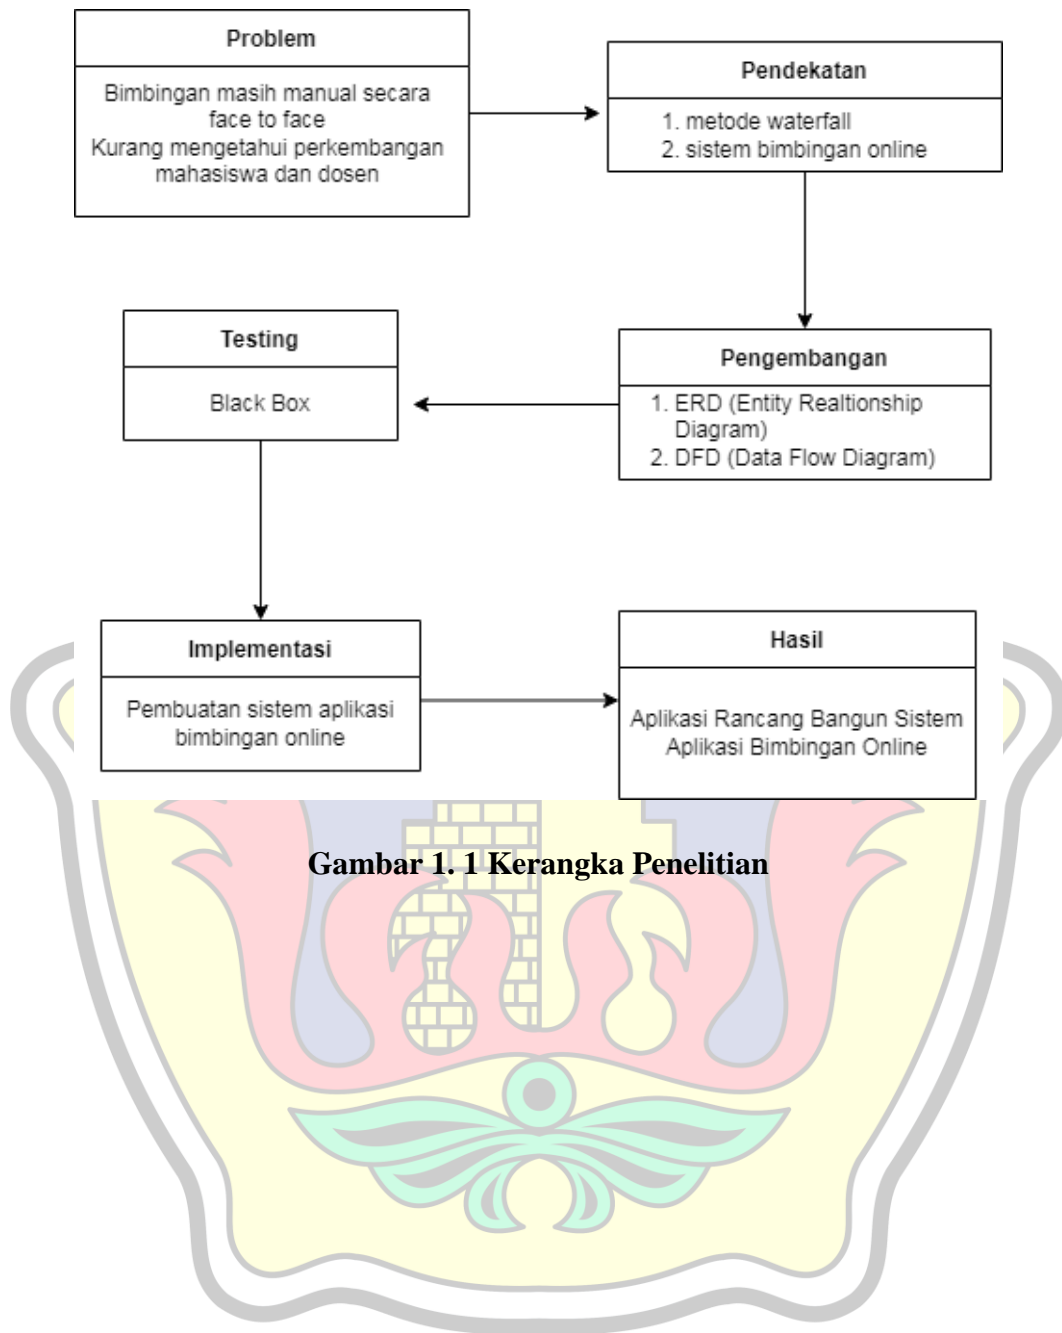 Problem
Bimbingan masih manual secara
face to face
Kurang mengetahui perkembangan
mahasiswa dan dosen
Pendekatan
1. metode waterfall
2. sistem bimbingan online
Pengembangan
1. ERD (Entity Realtionship
Diagram)
2. DFD (Data Flow Diagram)
Testing
Black Box
Implementasi
Pembuatan sistem aplikasi
bimbingan online
Hasil
Aplikasi Rancang Bangun Sistem
Aplikasi Bimbingan Online
Gambar 1. 1 Kerangka Penelitian